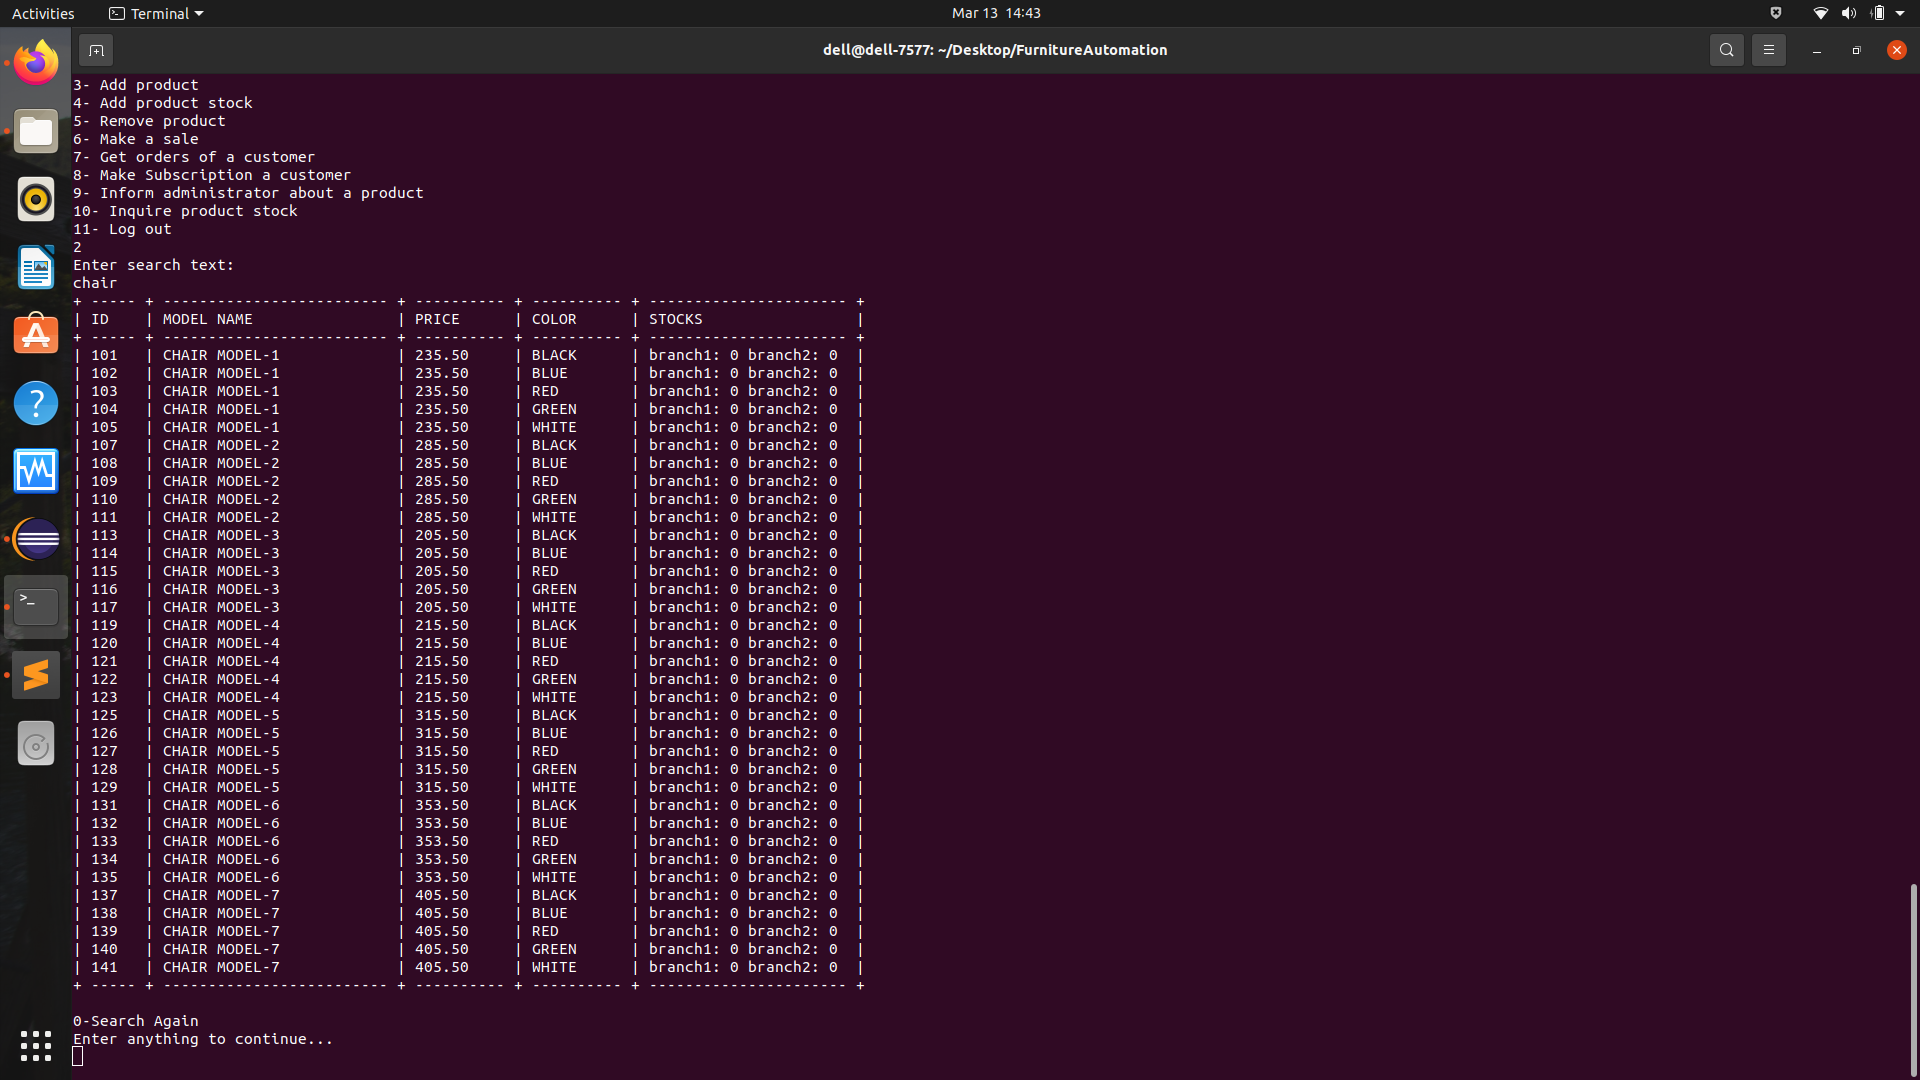 Activities Terminal Mar 13 14:43
dell@dell-7577: ~/Desktop/FurnitureAutomation
3- Add product
4- Add product stock
5- Remove product
6- Make a sale
7- Get orders of a customer
8- Make Subscription a customer
9- Inform administrator about a product
10- Inquire product stock
11- Log out
2
Enter search text:
chair
+ ----- + ------------------------- + ---------- + ---------- + ---------------------- +
| ID    | MODEL NAME                | PRICE      | COLOR      | STOCKS                 |
+ ----- + ------------------------- + ---------- + ---------- + ---------------------- +
| 101   | CHAIR MODEL-1             | 235.50     | BLACK      | branch1: 0 branch2: 0  |
| 102   | CHAIR MODEL-1             | 235.50     | BLUE       | branch1: 0 branch2: 0  |
| 103   | CHAIR MODEL-1             | 235.50     | RED        | branch1: 0 branch2: 0  |
| 104   | CHAIR MODEL-1             | 235.50     | GREEN      | branch1: 0 branch2: 0  |
| 105   | CHAIR MODEL-1             | 235.50     | WHITE      | branch1: 0 branch2: 0  |
| 107   | CHAIR MODEL-2             | 285.50     | BLACK      | branch1: 0 branch2: 0  |
| 108   | CHAIR MODEL-2             | 285.50     | BLUE       | branch1: 0 branch2: 0  |
| 109   | CHAIR MODEL-2             | 285.50     | RED        | branch1: 0 branch2: 0  |
| 110   | CHAIR MODEL-2             | 285.50     | GREEN      | branch1: 0 branch2: 0  |
| 111   | CHAIR MODEL-2             | 285.50     | WHITE      | branch1: 0 branch2: 0  |
| 113   | CHAIR MODEL-3             | 205.50     | BLACK      | branch1: 0 branch2: 0  |
| 114   | CHAIR MODEL-3             | 205.50     | BLUE       | branch1: 0 branch2: 0  |
| 115   | CHAIR MODEL-3             | 205.50     | RED        | branch1: 0 branch2: 0  |
| 116   | CHAIR MODEL-3             | 205.50     | GREEN      | branch1: 0 branch2: 0  |
| 117   | CHAIR MODEL-3             | 205.50     | WHITE      | branch1: 0 branch2: 0  |
| 119   | CHAIR MODEL-4             | 215.50     | BLACK      | branch1: 0 branch2: 0  |
| 120   | CHAIR MODEL-4             | 215.50     | BLUE       | branch1: 0 branch2: 0  |
| 121   | CHAIR MODEL-4             | 215.50     | RED        | branch1: 0 branch2: 0  |
| 122   | CHAIR MODEL-4             | 215.50     | GREEN      | branch1: 0 branch2: 0  |
| 123   | CHAIR MODEL-4             | 215.50     | WHITE      | branch1: 0 branch2: 0  |
| 125   | CHAIR MODEL-5             | 315.50     | BLACK      | branch1: 0 branch2: 0  |
| 126   | CHAIR MODEL-5             | 315.50     | BLUE       | branch1: 0 branch2: 0  |
| 127   | CHAIR MODEL-5             | 315.50     | RED        | branch1: 0 branch2: 0  |
| 128   | CHAIR MODEL-5             | 315.50     | GREEN      | branch1: 0 branch2: 0  |
| 129   | CHAIR MODEL-5             | 315.50     | WHITE      | branch1: 0 branch2: 0  |
| 131   | CHAIR MODEL-6             | 353.50     | BLACK      | branch1: 0 branch2: 0  |
| 132   | CHAIR MODEL-6             | 353.50     | BLUE       | branch1: 0 branch2: 0  |
| 133   | CHAIR MODEL-6             | 353.50     | RED        | branch1: 0 branch2: 0  |
| 134   | CHAIR MODEL-6             | 353.50     | GREEN      | branch1: 0 branch2: 0  |
| 135   | CHAIR MODEL-6             | 353.50     | WHITE      | branch1: 0 branch2: 0  |
| 137   | CHAIR MODEL-7             | 405.50     | BLACK      | branch1: 0 branch2: 0  |
| 138   | CHAIR MODEL-7             | 405.50     | BLUE       | branch1: 0 branch2: 0  |
| 139   | CHAIR MODEL-7             | 405.50     | RED        | branch1: 0 branch2: 0  |
| 140   | CHAIR MODEL-7             | 405.50     | GREEN      | branch1: 0 branch2: 0  |
| 141   | CHAIR MODEL-7             | 405.50     | WHITE      | branch1: 0 branch2: 0  |
+ ----- + ------------------------- + ---------- + ---------- + ---------------------- +
0-Search Again
Enter anything to continue...